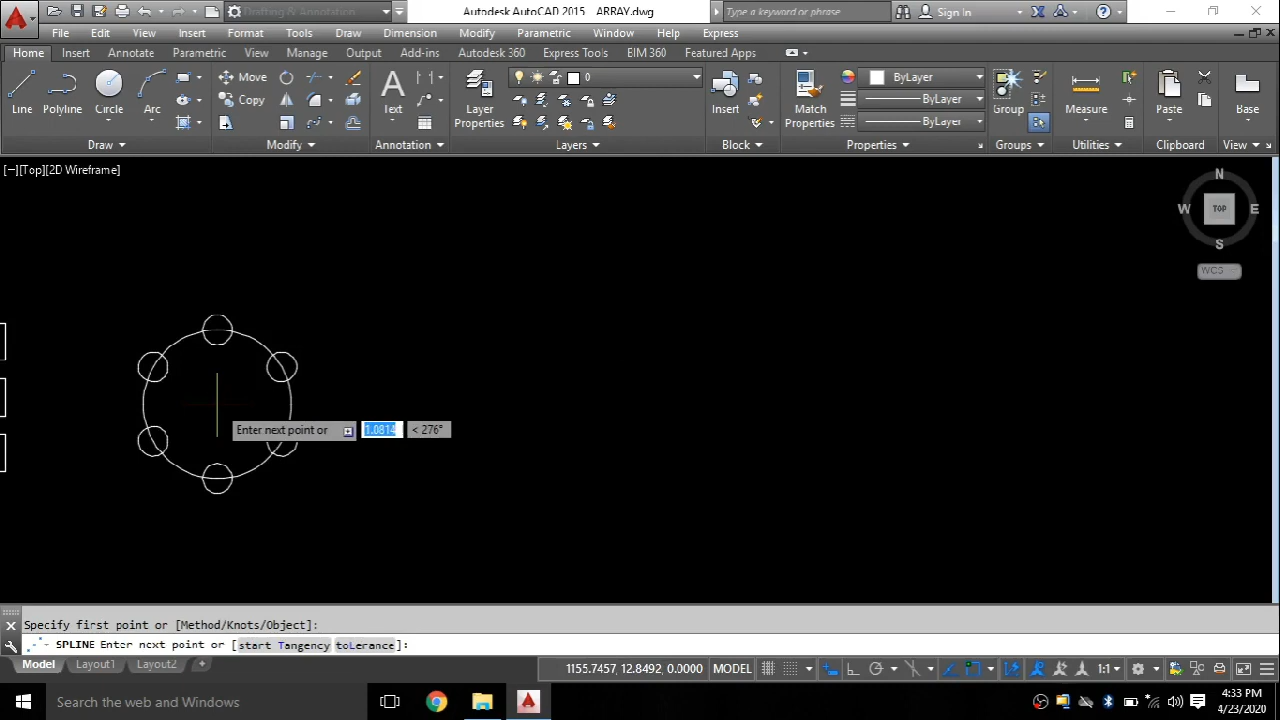 Drafting & Annotation
Autodesk AutoCAD 2015 ARRAY.dwg
Type a keyword or phrase
Sign In
File Edit View Insert Format Tools Draw Dimension Modify Parametric Window Help Express
Home Insert Annotate Parametric View Manage Output Add-ins Autodesk 360 Express Tools BIM 360 Featured Apps
Move
0
ByLayer
Copy
ByLayer
Line Polyline Circle Arc Text Layer Properties Insert Match Properties Group Measure Paste Base
ByLayer
Draw Modify Annotation Layers Block Properties Groups Utilities Clipboard View
[−][Top][2D Wireframe]
N
W TOP E
S
WCS
Enter next point or 1.0814 < 276°
Specify first point or [Method/Knots/Object]:
SPLINE Enter next point or [start Tangency toLerance]:
Model Layout1 Layout2 +
1155.7457, 12.8492, 0.0000 MODEL 1:1
Search the web and Windows
4:33 PM
4/23/2020